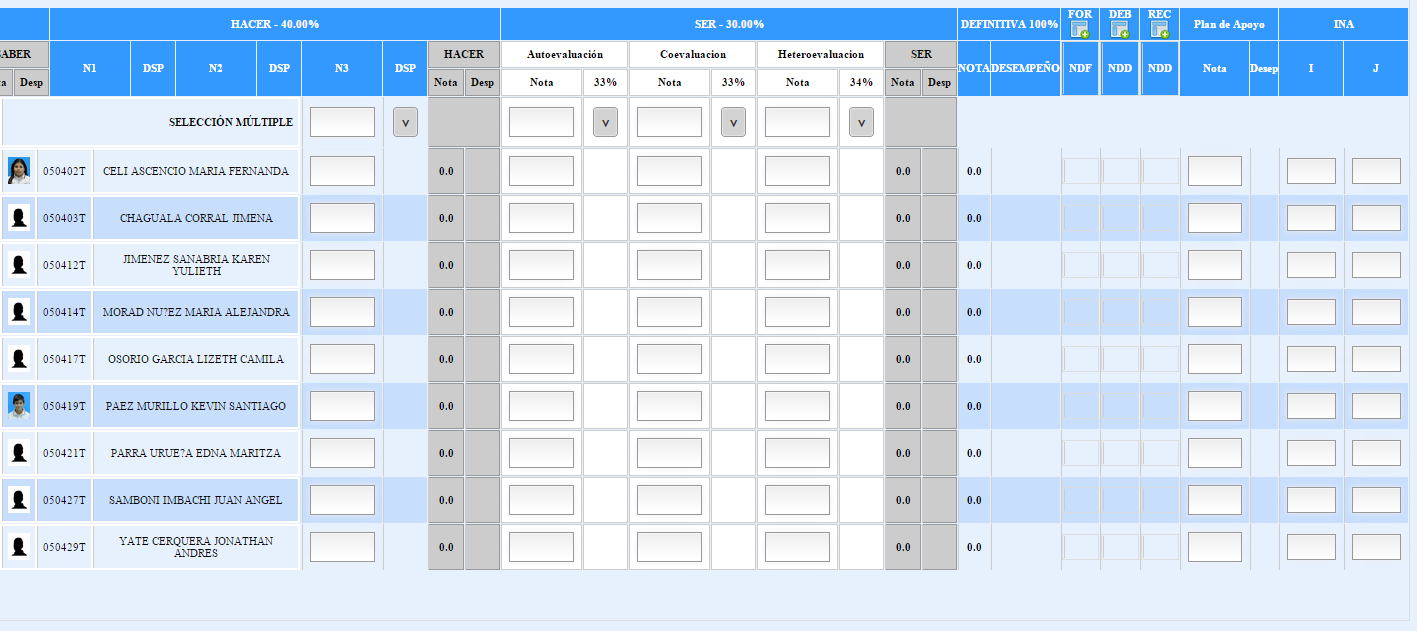 HACER - 40.00% SER - 30.00% DEFINITIVA 100% FOR DEB REC Plan de Apoyo INA
ABER N1 DSP N2 DSP N3 DSP HACER Autoevaluación Coevaluacion Heteroevaluacion SER NOTA DESEMPEÑO NDF NDD NDD Nota Desep I J
Desp Nota Desp Nota 33% Nota 33% Nota 34% Nota Desp
SELECCIÓN MÚLTIPLE v v v v
050402T CELI ASCENCIO MARIA FERNANDA 0.0 0.0 0.0
050403T CHAGUALA CORRAL JIMENA 0.0 0.0 0.0
050412T JIMENEZ SANABRIA KAREN
YULIETH 0.0 0.0 0.0
050414T MORAD NU?EZ MARIA ALEJANDRA 0.0 0.0 0.0
050417T OSORIO GARCIA LIZETH CAMILA 0.0 0.0 0.0
050419T PAEZ MURILLO KEVIN SANTIAGO 0.0 0.0 0.0
050421T PARRA URUE?A EDNA MARITZA 0.0 0.0 0.0
050427T SAMBONI IMBACHI JUAN ANGEL 0.0 0.0 0.0
050429T YATE CERQUERA JONATHAN
ANDRES 0.0 0.0 0.0